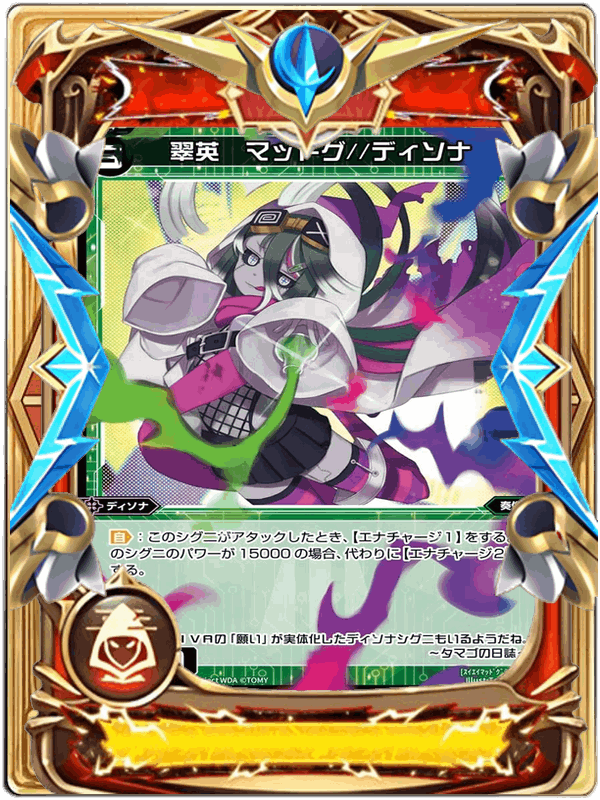 翠英 マッドグ//ディソナ
ディソナ
自：このシグニがアタックしたとき、【エナチャージ1】をする
のシグニのパワーが 15000 の場合、代わりに【エナチャージ2
する。
IVAの「願い」が実体化したディソナシグニもいるようだね。
～タマゴの日誌～
ject WDA ©TOMY